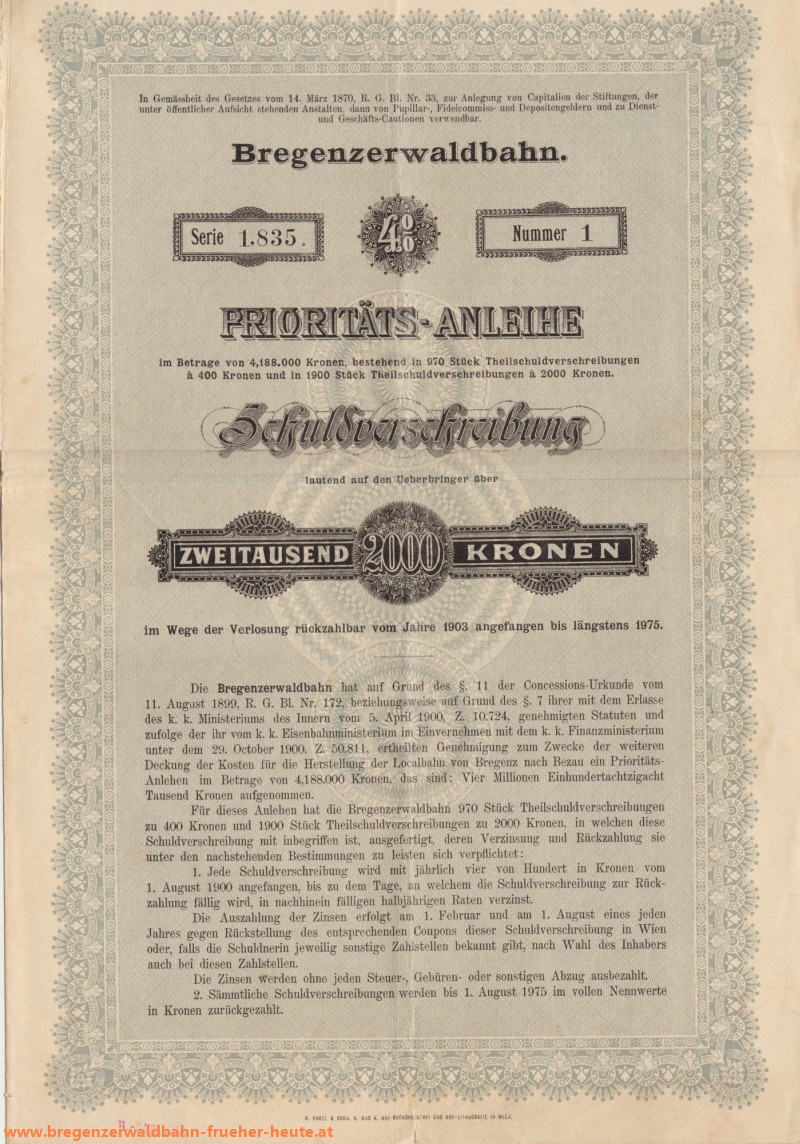 In Gemässheit des Gesetzes vom 14. März 1870, R. G. Bl. Nr. 33, zur Anlegung von Capitalien der Stiftungen, der
unter öffentlicher Aufsicht stehenden Anstalten, dann von Pupillar-, Fideicommiss- und Depositengeldern und zu Dienst-
und Geschäfts-Cautionen verwendbar.
Bregenzerwaldbahn.
Serie 1.835.
4%
Nummer 1
PRIORITÄTS-ANLEIHE
im Betrage von 4,188.000 Kronen, bestehend in 970 Stück Theilschuldverschreibungen
à 400 Kronen und in 1900 Stück Theilschuldverschreibungen à 2000 Kronen.
Schuldverschreibung
lautend auf den Ueberbringer über
ZWEITAUSEND 2000 KRONEN
im Wege der Verlosung rückzahlbar vom Jahre 1903 angefangen bis längstens 1975.
Die Bregenzerwaldbahn hat auf Grund des §. 11 der Concessions-Urkunde vom
11. August 1899, R. G. Bl. Nr. 172, beziehungsweise auf Grund des §. 7 ihrer mit dem Erlasse
des k. k. Ministeriums des Innern vom 5. April 1900, Z. 10.724, genehmigten Statuten und
zufolge der ihr vom k. k. Eisenbahnministerium im Einvernehmen mit dem k. k. Finanzministerium
unter dem 29. October 1900, Z. 50.811, ertheilten Genehmigung zum Zwecke der weiteren
Deckung der Kosten für die Herstellung der Localbahn von Bregenz nach Bezau ein Prioritäts-
Anlehen im Betrage von 4,188.000 Kronen, das sind: Vier Millionen Einhundertachtzigacht
Tausend Kronen aufgenommen.
Für dieses Anlehen hat die Bregenzerwaldbahn 970 Stück Theilschuldverschreibungen
zu 400 Kronen und 1900 Stück Theilschuldverschreibungen zu 2000 Kronen, in welchen diese
Schuldverschreibung mit inbegriffen ist, ausgefertigt, deren Verzinsung und Rückzahlung sie
unter den nachstehenden Bestimmungen zu leisten sich verpflichtet:
1. Jede Schuldverschreibung wird mit jährlich vier von Hundert in Kronen vom
1. August 1900 angefangen, bis zu dem Tage, an welchem die Schuldverschreibung zur Rück-
zahlung fällig wird, in nachhinein fälligen halbjährigen Raten verzinst.
Die Auszahlung der Zinsen erfolgt am 1. Februar und am 1. August eines jeden
Jahres gegen Rückstellung des entsprechenden Coupons dieser Schuldverschreibung in Wien
oder, falls die Schuldnerin jeweilig sonstige Zahlstellen bekannt gibt, nach Wahl des Inhabers
auch bei diesen Zahlstellen.
Die Zinsen werden ohne jeden Steuer-, Gebüren- oder sonstigen Abzug ausbezahlt.
2. Sämmtliche Schuldverschreibungen werden bis 1. August 1975 im vollen Nennwerte
in Kronen zurückgezahlt.
K. UND K. HOF-BUCHDRUCKEREI UND HOF-LITHOGRAFIE IN WIEN.
www.bregenzerwaldbahn-frueher-heute.at